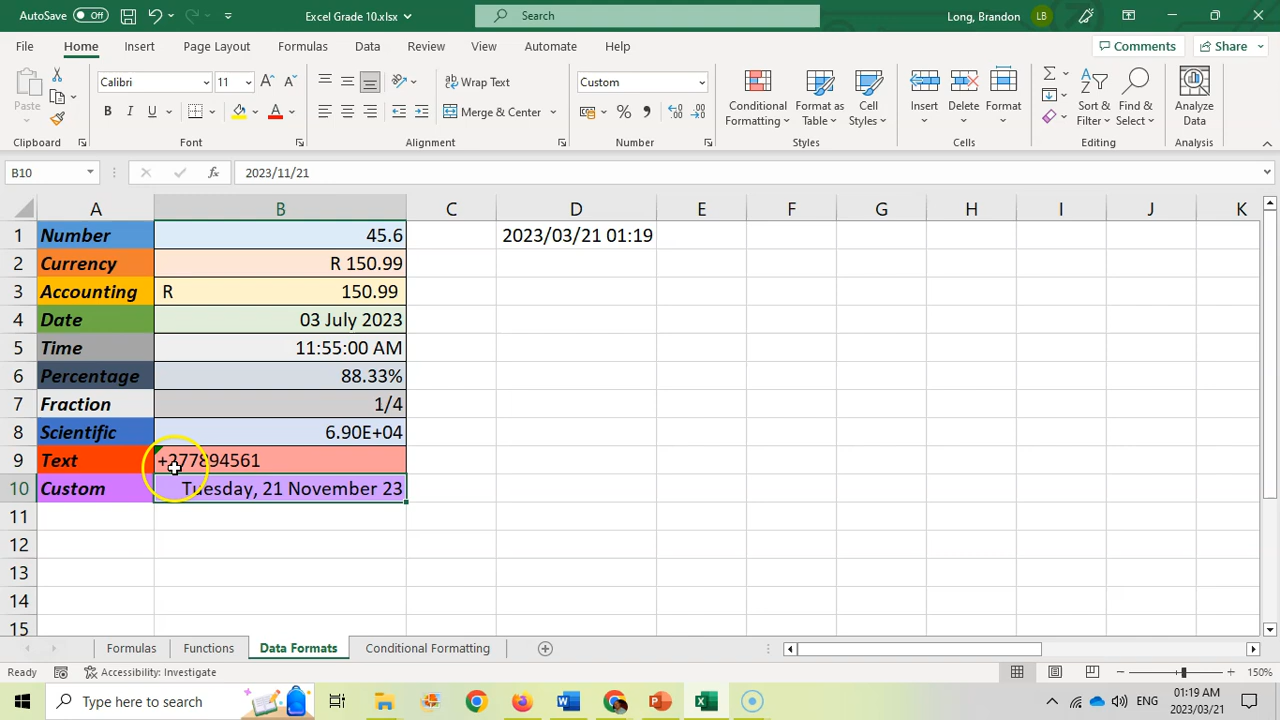 AutoSave Off Excel Grade 10.xlsx Search Long, Brandon LB
File Home Insert Page Layout Formulas Data Review View Automate Help Comments Share
Paste Calibri 11 A A Wrap Text Custom Conditional Formatting Format as Table Cell Styles Insert Delete Format Sort & Filter Find & Select Analyze Data
B I U A Merge & Center % ,
Clipboard Font Alignment Number Styles Cells Editing Analysis
B10 fx 2023/11/21
A B C D E F G H I J K
1 Number 45.6 2023/03/21 01:19
2 Currency R 150.99
3 Accounting R 150.99
4 Date 03 July 2023
5 Time 11:55:00 AM
6 Percentage 88.33%
7 Fraction 1/4
8 Scientific 6.90E+04
9 Text +277894561
10 Custom Tuesday, 21 November 23
11
12
13
14
15
Formulas Functions Data Formats Conditional Formatting
Ready Accessibility: Investigate 150%
Type here to search 01:19 AM
2023/03/21